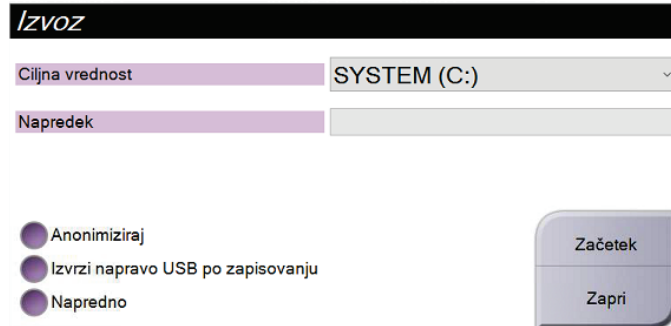 Izvoz
Ciljna vrednost SYSTEM (C:)
Napredek
Anonimiziraj
Izvrzi napravo USB po zapisovanju
Napredno
Začetek
Zapri